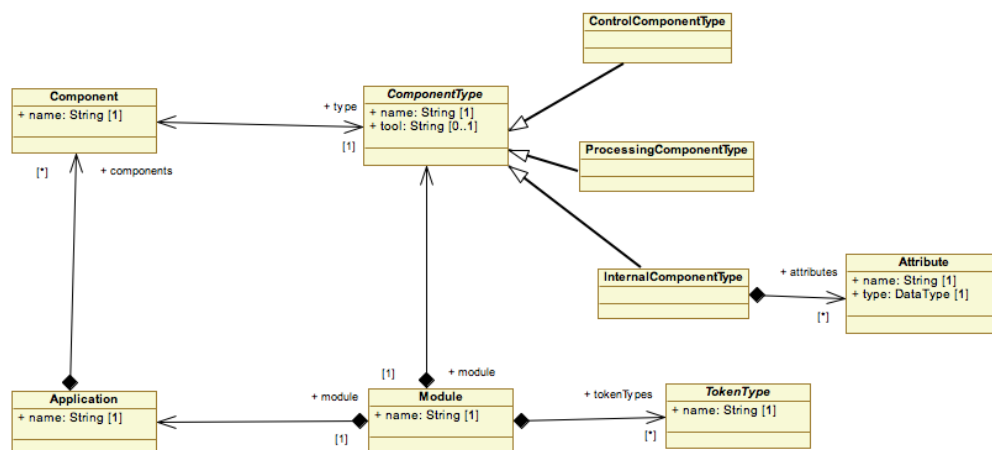 ControlComponentType
Component
+ name: String [1]
+ type
[1]
ComponentType
+ name: String [1]
+ tool: String [0..1]
ProcessingComponentType
[*]
+ components
InternalComponentType
+ attributes
[*]
Attribute
+ name: String [1]
+ type: DataType [1]
Application
+ name: String [1]
+ module
[1]
[1]
+ module
Module
+ name: String [1]
+ tokenTypes
[*]
TokenType
+ name: String [1]